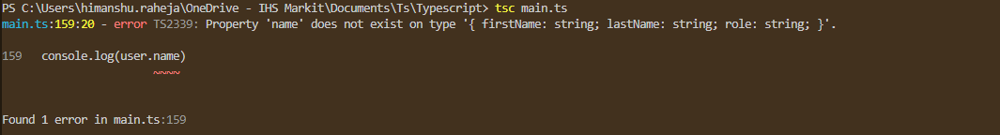 PS C:\Users\himanshu.raheja\OneDrive - IHS Markit\Documents\Ts\Typescript> tsc main.ts
main.ts:159:20 - error TS2339: Property 'name' does not exist on type '{ firstName: string; lastName: string; role: string; }'.
159   console.log(user.name)
~~~~
Found 1 error in main.ts:159